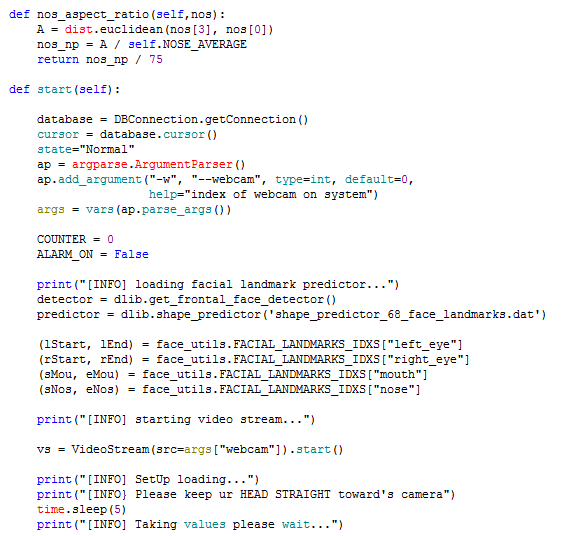 def nos_aspect_ratio(self,nos):
    A = dist.euclidean(nos[3], nos[0])
    nos_np = A / self.NOSE_AVERAGE
    return nos_np / 75
def start(self):
    database = DBConnection.getConnection()
    cursor = database.cursor()
    state="Normal"
    ap = argparse.ArgumentParser()
    ap.add_argument("-w", "--webcam", type=int, default=0,
                    help="index of webcam on system")
    args = vars(ap.parse_args())
    COUNTER = 0
    ALARM_ON = False
    print("[INFO] loading facial landmark predictor...")
    detector = dlib.get_frontal_face_detector()
    predictor = dlib.shape_predictor('shape_predictor_68_face_landmarks.dat')
    (lStart, lEnd) = face_utils.FACIAL_LANDMARKS_IDXS["left_eye"]
    (rStart, rEnd) = face_utils.FACIAL_LANDMARKS_IDXS["right_eye"]
    (sMou, eMou) = face_utils.FACIAL_LANDMARKS_IDXS["mouth"]
    (sNos, eNos) = face_utils.FACIAL_LANDMARKS_IDXS["nose"]
    print("[INFO] starting video stream...")
    vs = VideoStream(src=args["webcam"]).start()
    print("[INFO] SetUp loading...")
    print("[INFO} Please keep ur HEAD STRAIGHT toward's camera")
    time.sleep(5)
    print("[INFO] Taking values please wait...")